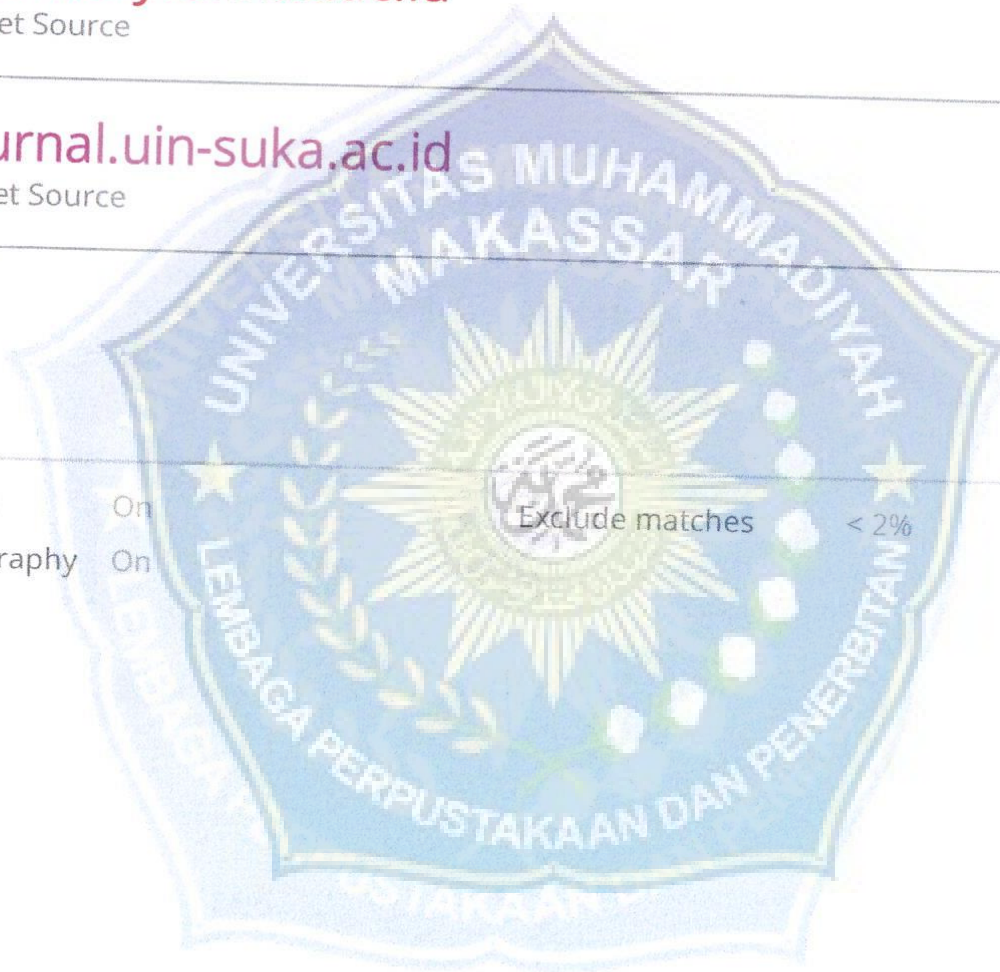 et Source
urnal.uin-suka.ac.id
et Source
UNIVERSITAS MUHAMMADIYAH
MAKASSAR
On
Exclude matches < 2%
raphy On
LEMBAGA PERPUSTAKAAN DAN PENERBITAN